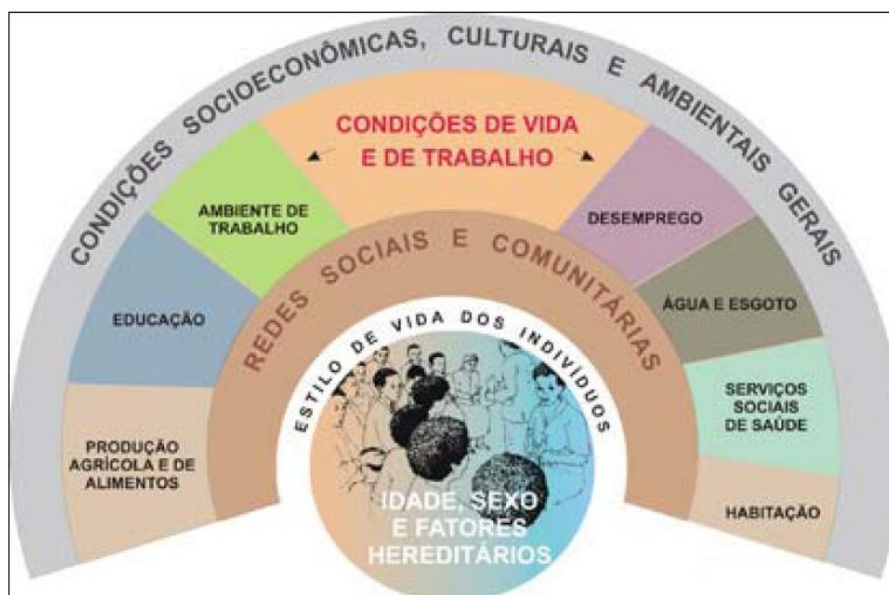 CONDIÇÕES SOCIOECONÔMICAS, CULTURAIS E AMBIENTAIS GERAIS
CONDIÇÕES DE VIDA
E DE TRABALHO
AMBIENTE DE
TRABALHO
DESEMPREGO
EDUCAÇÃO
ÁGUA E ESGOTO
PRODUÇÃO
AGRÍCOLA E DE
ALIMENTOS
SERVIÇOS
SOCIAIS
DE SAÚDE
HABITAÇÃO
REDES SOCIAIS E COMUNITÁRIAS
ESTILO DE VIDA DOS INDIVÍDUOS
IDADE, SEXO
E FATORES
HEREDITÁRIOS